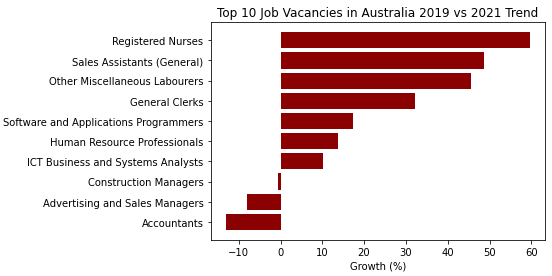 Top 10 Job Vacancies in Australia 2019 vs 2021 Trend
Registered Nurses
Sales Assistants (General)
Other Miscellaneous Labourers
General Clerks
Software and Applications Programmers
Human Resource Professionals
ICT Business and Systems Analysts
Construction Managers
Advertising and Sales Managers
Accountants
−10 0 10 20 30 40 50 60
Growth (%)